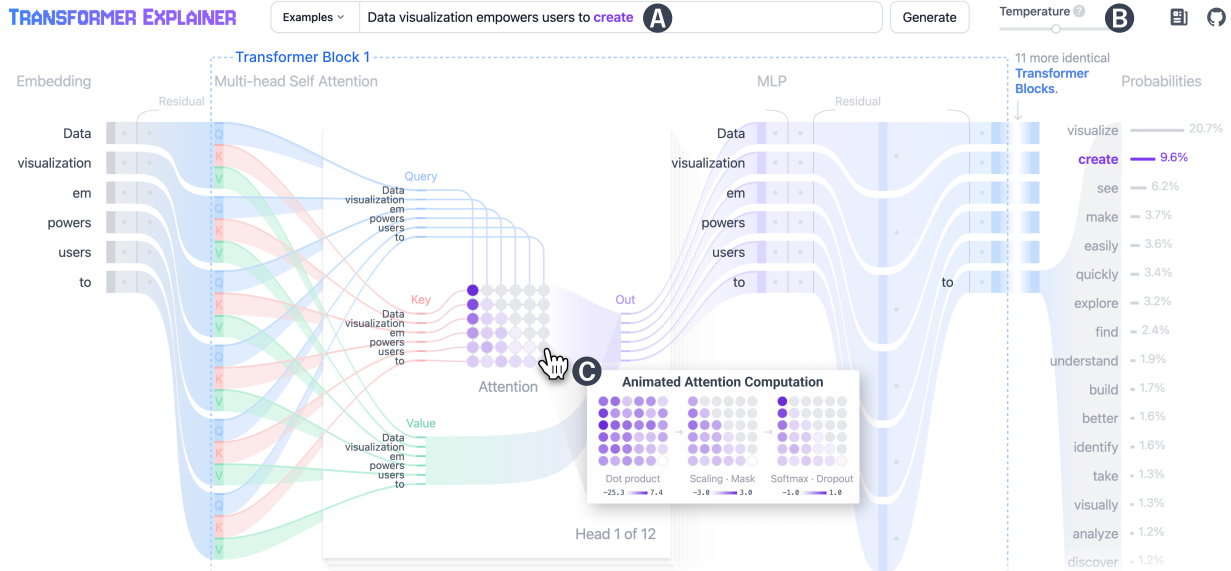 TRANSFORMER EXPLAINER
Examples
Data visualization empowers users to create
A
Generate
Temperature ?
B
Transformer Block 1
11 more identical
Transformer
Blocks.
Embedding
Multi-head Self Attention
MLP
Probabilities
Residual
Residual
Data
visualization
em
powers
users
to
Q
K
V
Q
K
V
Q
K
V
Q
K
V
Q
K
V
Q
K
V
Query
Data
visualization
em
powers
users
to
Key
Data
visualization
em
powers
users
to
Attention
Value
Data
visualization
em
powers
users
to
Out
Head 1 of 12
C
Animated Attention Computation
Dot product
Scaling · Mask
Softmax · Dropout
-25.3 7.4
-3.0 3.0
-1.0 1.0
Data
visualization
em
powers
users
to
to
visualize 20.7%
create 9.6%
see 6.2%
make 3.7%
easily 3.6%
quickly 3.4%
explore 3.2%
find 2.4%
understand 1.9%
build 1.7%
better 1.6%
identify 1.6%
take 1.3%
visually 1.3%
analyze 1.2%
discover 1.2%